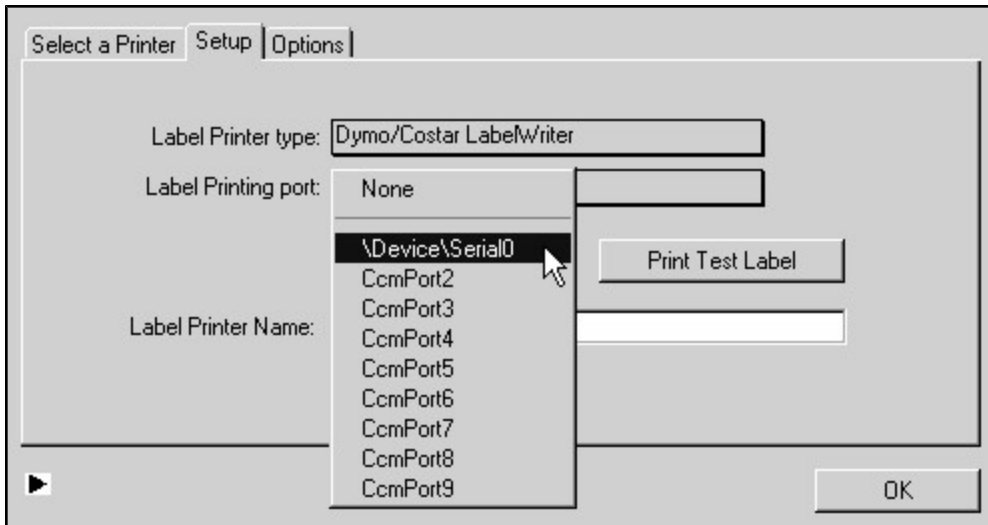 Select a Printer Setup Options
Label Printer type: Dymo/Costar LabelWriter
Label Printing port:
None
\Device\Serial0
Print Test Label
CcmPort2
CcmPort3
Label Printer Name:
CcmPort4
CcmPort5
CcmPort6
CcmPort7
CcmPort8
CcmPort9
OK